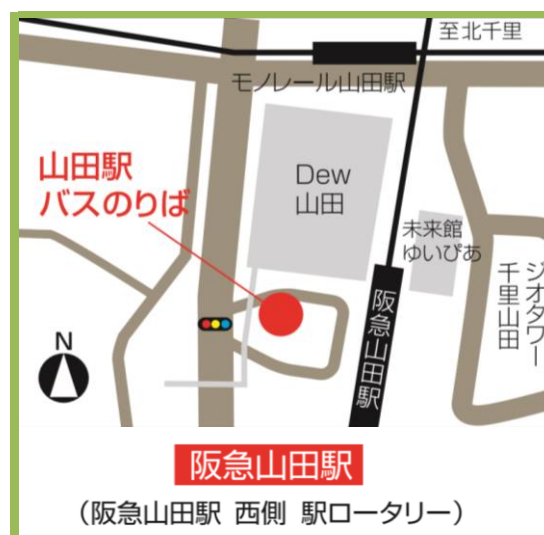 至北千里
モノレール山田駅
山田駅
バスのりば
Dew
山田
未来館
ゆいぴあ
ジオタワー
千里山田
阪急山田駅
N
阪急山田駅
（阪急山田駅 西側 駅ロータリー）